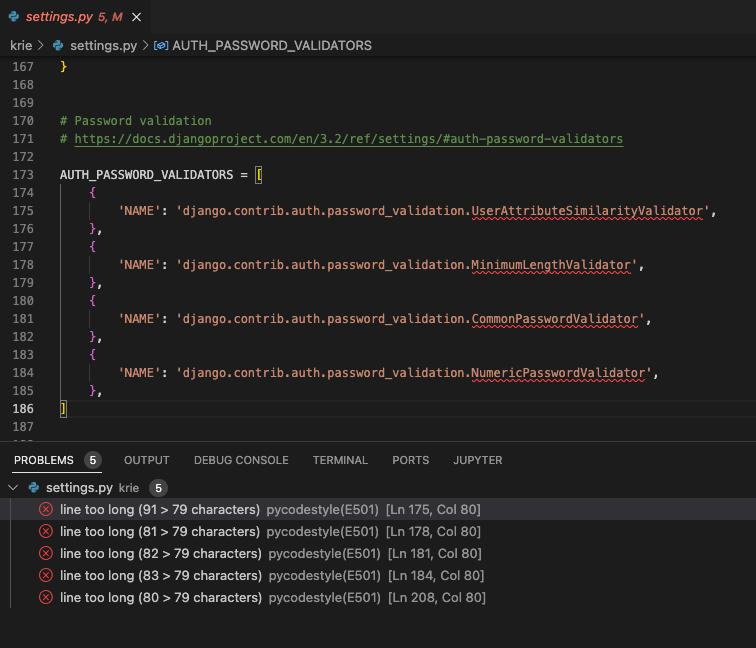 settings.py 5, M
krie > settings.py > AUTH_PASSWORD_VALIDATORS
167 }
168
169
170 # Password validation
171 # https://docs.djangoproject.com/en/3.2/ref/settings/#auth-password-validators
172
173 AUTH_PASSWORD_VALIDATORS = [
174 {
175 'NAME': 'django.contrib.auth.password_validation.UserAttributeSimilarityValidator',
176 },
177 {
178 'NAME': 'django.contrib.auth.password_validation.MinimumLengthValidator',
179 },
180 {
181 'NAME': 'django.contrib.auth.password_validation.CommonPasswordValidator',
182 },
183 {
184 'NAME': 'django.contrib.auth.password_validation.NumericPasswordValidator',
185 },
186 ]
187
PROBLEMS 5 OUTPUT DEBUG CONSOLE TERMINAL PORTS JUPYTER
settings.py krie 5
line too long (91 > 79 characters) pycodestyle(E501) [Ln 175, Col 80]
line too long (81 > 79 characters) pycodestyle(E501) [Ln 178, Col 80]
line too long (82 > 79 characters) pycodestyle(E501) [Ln 181, Col 80]
line too long (83 > 79 characters) pycodestyle(E501) [Ln 184, Col 80]
line too long (80 > 79 characters) pycodestyle(E501) [Ln 208, Col 80]